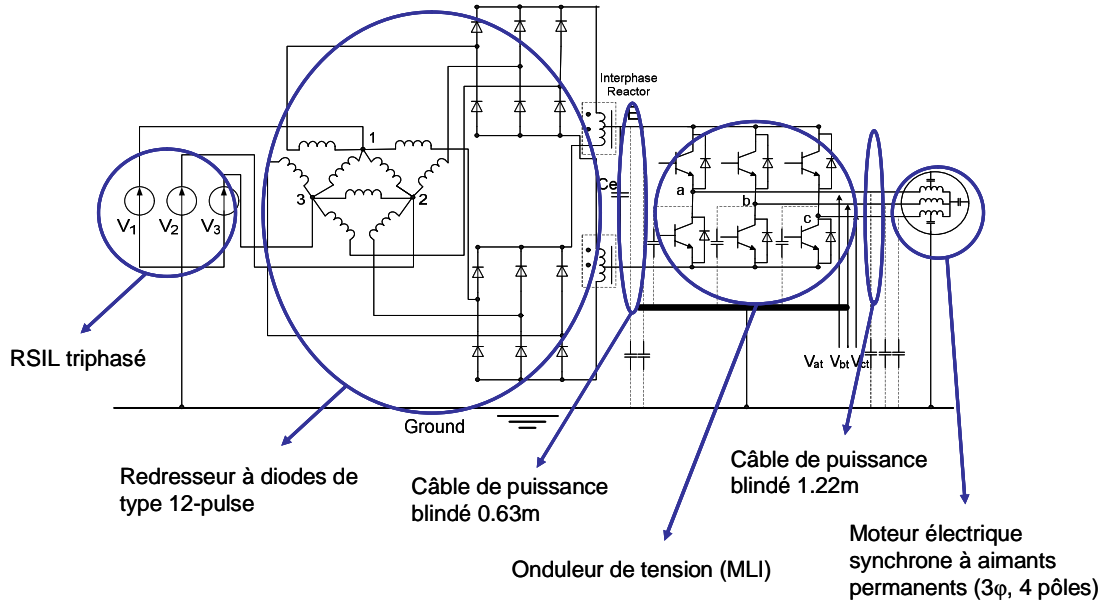 Interphase
Reactor
E
1
Ce
a
3
2
b
V1
V2
V3
c
RSIL triphasé
Vat
Vbt
Vct
Ground
Redresseur à diodes de
type 12-pulse
Câble de puissance
blindé 0.63m
Câble de puissance
blindé 1.22m
Onduleur de tension (MLI)
Moteur électrique
synchrone à aimants
permanents (3φ, 4 pôles)